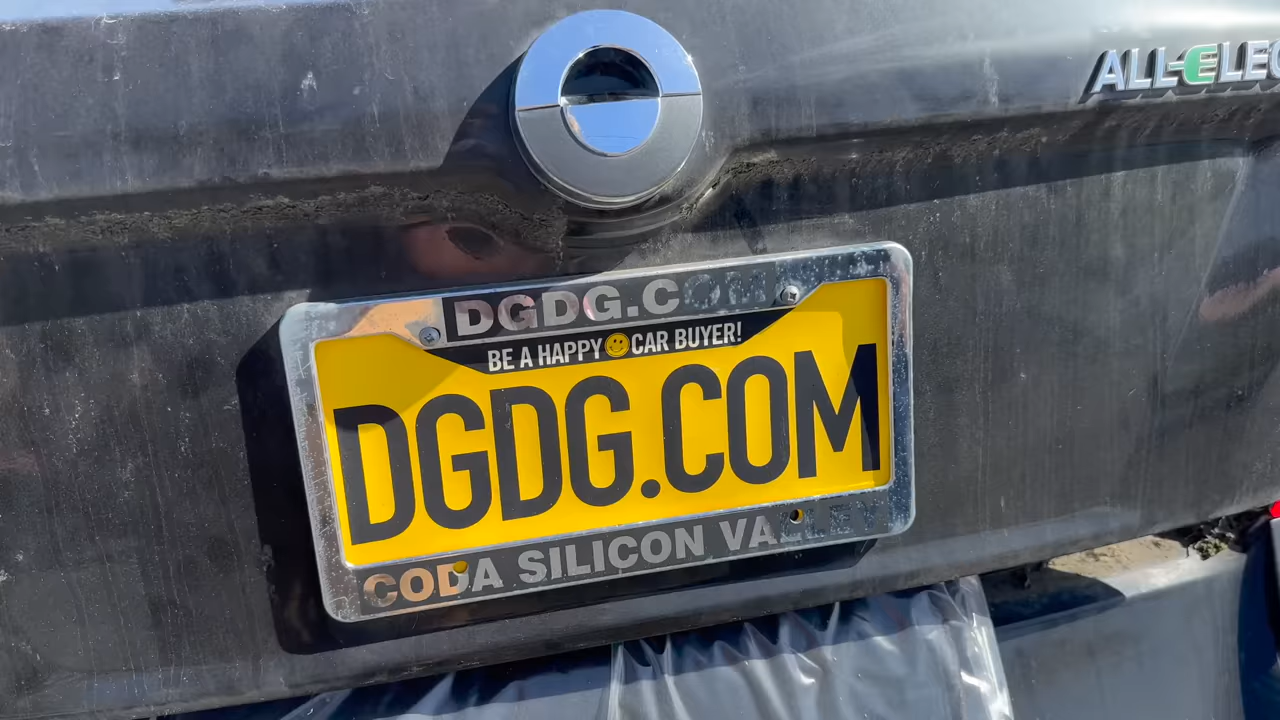 ALL-ELEC
DGDG.COM
BE A HAPPY CAR BUYER!
DGDG.COM
CODA SILICON VALLEY